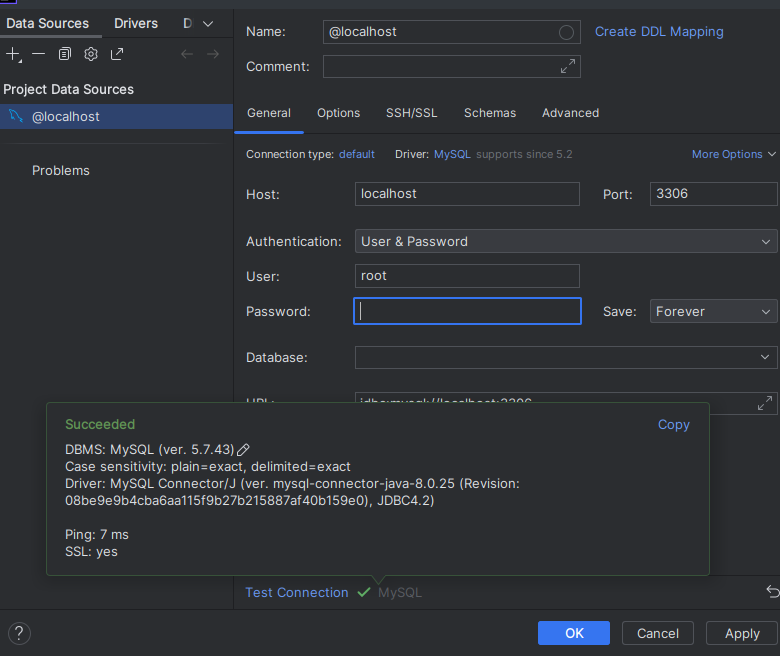 Data Sources Drivers D
Project Data Sources
@localhost
Problems
Name: @localhost Create DDL Mapping
Comment:
General Options SSH/SSL Schemas Advanced
Connection type: default Driver: MySQL supports since 5.2 More Options
Host: localhost Port: 3306
Authentication: User & Password
User: root
Password: Save: Forever
Database:
URL: jdbc:mysql://localhost:3306
Succeeded Copy
DBMS: MySQL (ver. 5.7.43)
Case sensitivity: plain=exact, delimited=exact
Driver: MySQL Connector/J (ver. mysql-connector-java-8.0.25 (Revision:
08be9e9b4cba6aa115f9b27b215887af40b159e0), JDBC4.2)
Ping: 7 ms
SSL: yes
Test Connection MySQL
? OK Cancel Apply